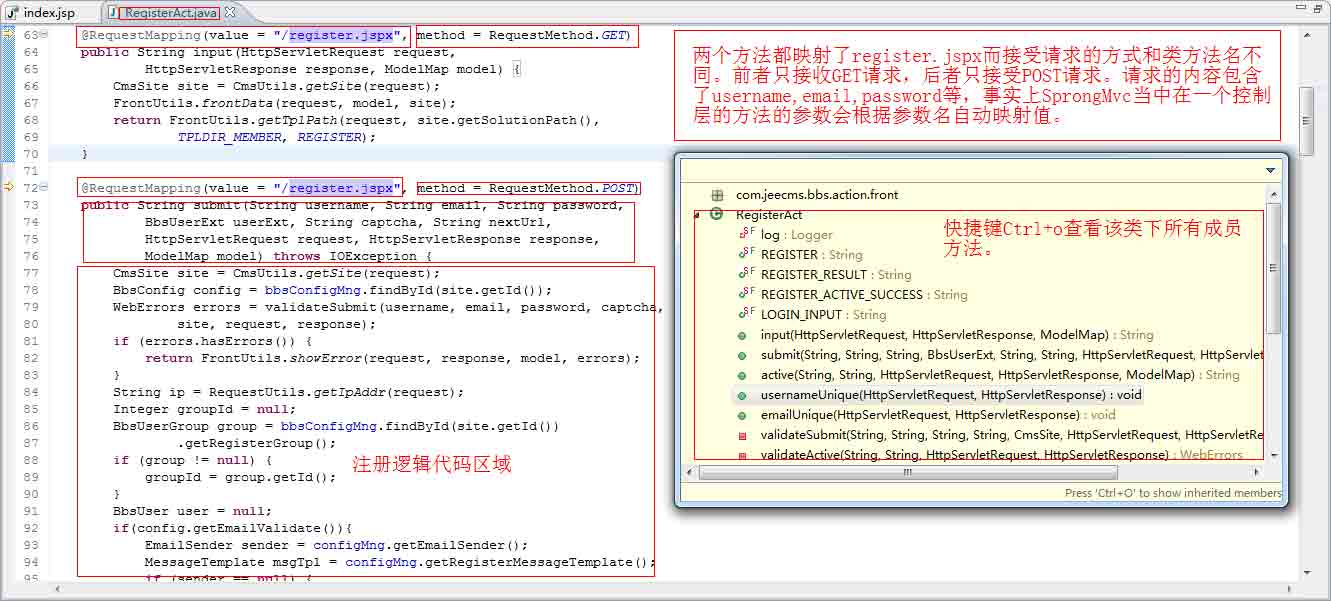 index.jsp
RegisterAct.java
63 @RequestMapping(value = "/register.jspx", method = RequestMethod.GET)
64 public String input(HttpServletRequest request,
65 HttpServletResponse response, ModelMap model) {
66 CmsSite site = CmsUtils.getSite(request);
67 FrontUtils.frontData(request, model, site);
68 return FrontUtils.getTplPath(request, site.getSolutionPath(),
69 TPLDIR_MEMBER, REGISTER);
70 }
71
72 @RequestMapping(value = "/register.jspx", method = RequestMethod.POST)
73 public String submit(String username, String email, String password,
74 BbsUserExt userExt, String captcha, String nextUrl,
75 HttpServletRequest request, HttpServletResponse response,
76 ModelMap model) throws IOException {
77 CmsSite site = CmsUtils.getSite(request);
78 BbsConfig config = bbsConfigMng.findById(site.getId());
79 WebErrors errors = validateSubmit(username, email, password, captcha,
80 site, request, response);
81 if (errors.hasErrors()) {
82 return FrontUtils.showError(request, response, model, errors);
83 }
84 String ip = RequestUtils.getIpAddr(request);
85 Integer groupId = null;
86 BbsUserGroup group = bbsConfigMng.findById(site.getId())
87 .getRegisterGroup();
88 if (group != null) {
89 groupId = group.getId();
90 }
91 BbsUser user = null;
92 if(config.getEmailValidate()){
93 EmailSender sender = configMng.getEmailSender();
94 MessageTemplate msgTpl = configMng.getRegisterMessageTemplate();
95 if (sender == null) {
注册逻辑代码区域
两个方法都映射了register.jspx而接受请求的方式和类方法名不
同。前者只接收GET请求，后者只接受POST请求。请求的内容包含
了username,email,password等，事实上SprongMvc当中在一个控制
层的方法的参数会根据参数名自动映射值。
com.jeecms.bbs.action.front
RegisterAct
log : Logger
REGISTER : String
REGISTER_RESULT : String
REGISTER_ACTIVE_SUCCESS : String
LOGIN_INPUT : String
input(HttpServletRequest, HttpServletResponse, ModelMap) : String
submit(String, String, String, BbsUserExt, String, String, HttpServletRequest, HttpServlet
active(String, String, HttpServletRequest, HttpServletResponse, ModelMap) : String
usernameUnique(HttpServletRequest, HttpServletResponse) : void
emailUnique(HttpServletRequest, HttpServletResponse) : void
validateSubmit(String, String, String, String, CmsSite, HttpServletRequest, HttpServletRe
validateActive(String, String, HttpServletRequest, HttpServletResponse) : WebErrors
快捷键Ctrl+o查看该类下所有成员
方法。
Press 'Ctrl+O' to show inherited members